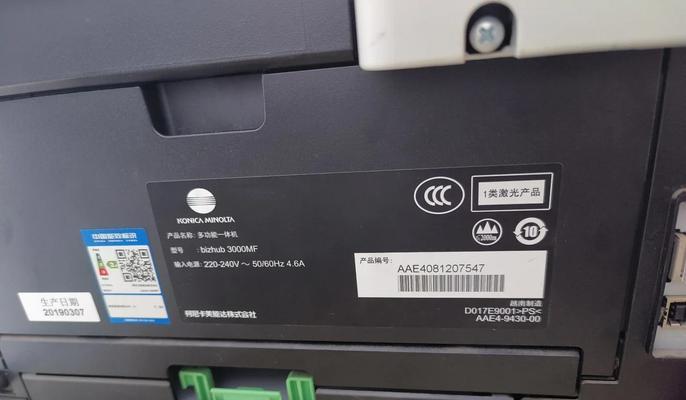 KONICA MINOLTA
产品名称: 多功能一体机
型号: bizhub 3000MF
输入电源: 220-240V ～ 50/60Hz 4.6A
柯尼卡美能达株式会社
CCC
1类激光产品
≤2000m
10
产品编号:
AAE4081207547
越南制造
D017E9001>PS<
AAE4-9430-00
中国能效标识
生产日期
20190307